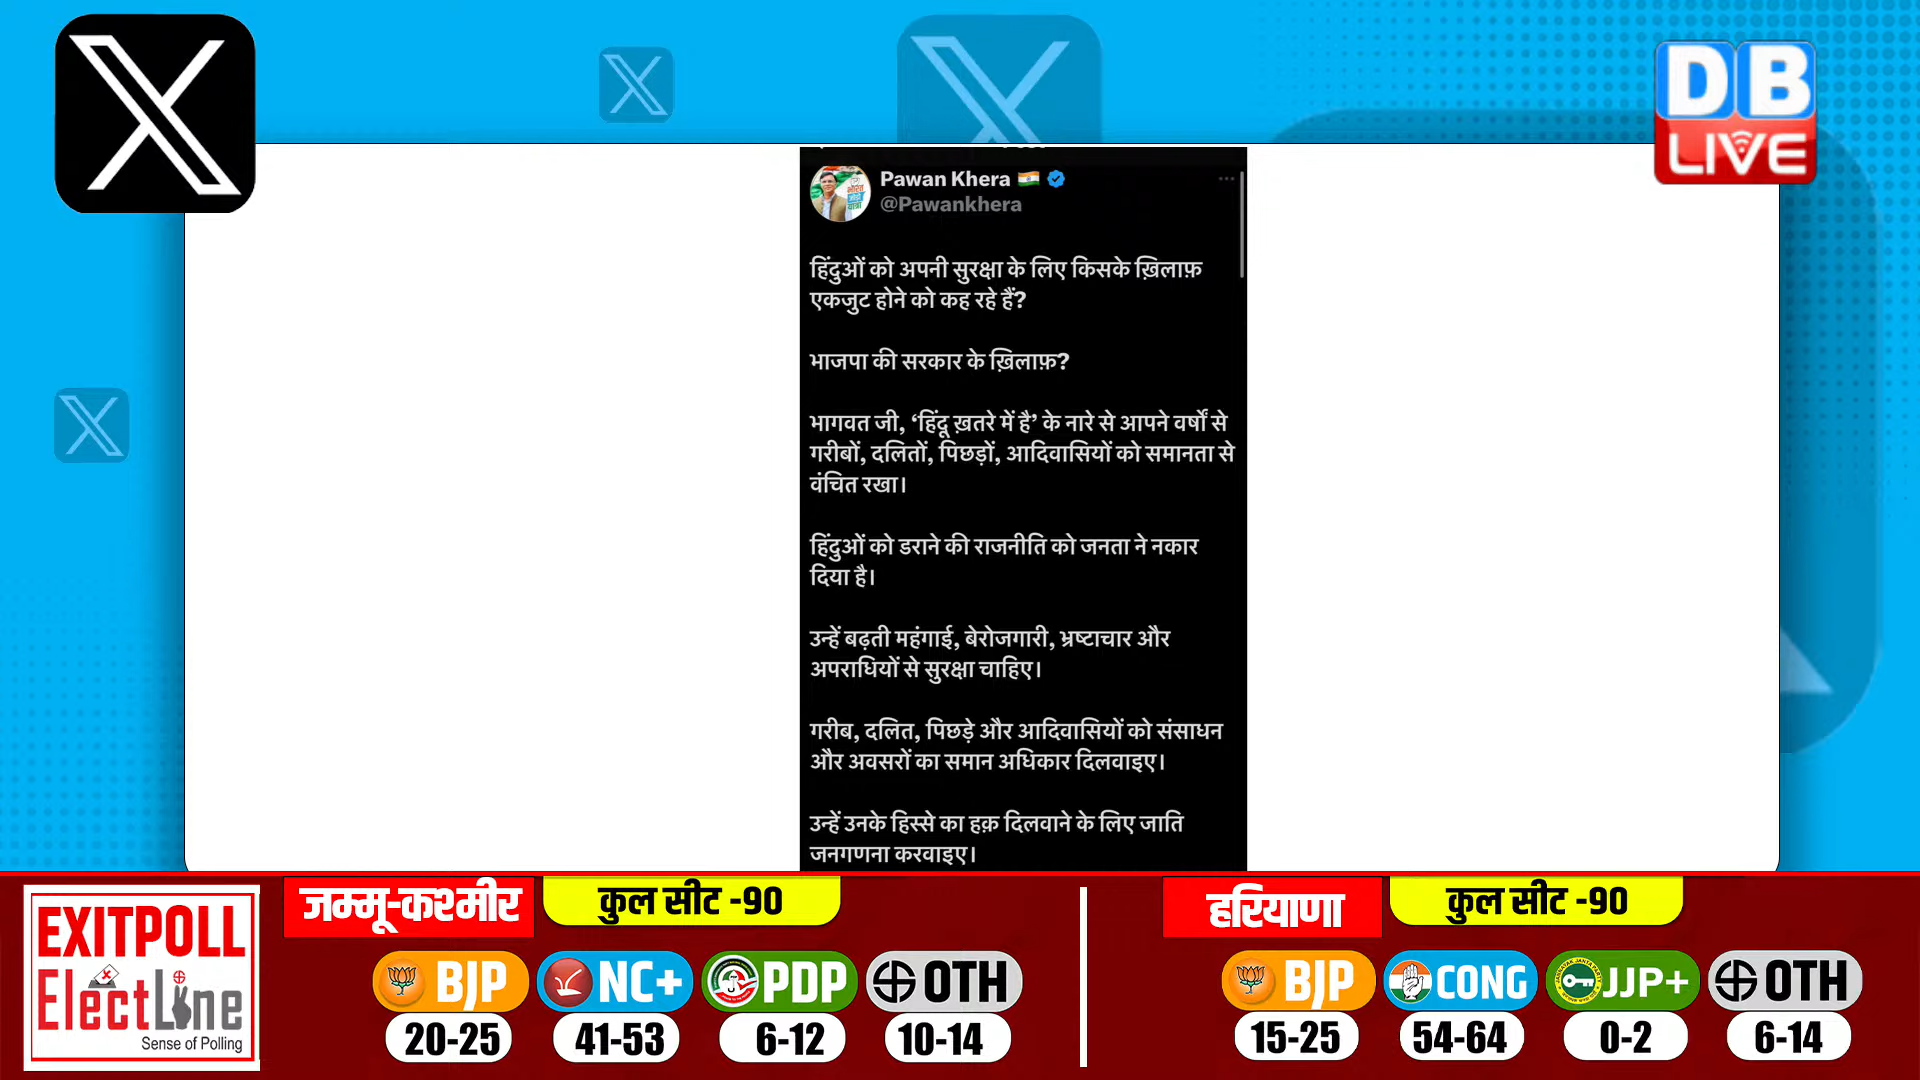 DB
LIVE
Pawan Khera
@Pawankhera
हिंदुओं को अपनी सुरक्षा के लिए किसके ख़िलाफ़
एकजुट होने को कह रहे हैं?
भाजपा की सरकार के ख़िलाफ़?
भागवत जी, ‘हिंदू ख़तरे में है’ के नारे से आपने वर्षों से
गरीबों, दलितों, पिछड़ों, आदिवासियों को समानता से
वंचित रखा।
हिंदुओं को डराने की राजनीति को जनता ने नकार
दिया है।
उन्हें बढ़ती महंगाई, बेरोजगारी, भ्रष्टाचार और
अपराधियों से सुरक्षा चाहिए।
गरीब, दलित, पिछड़े और आदिवासियों को संसाधन
और अवसरों का समान अधिकार दिलवाइए।
उन्हें उनके हिस्से का हक़ दिलवाने के लिए जाति
जनगणना करवाइए।
EXITPOLL
ElectLine
Sense of Polling
जम्मू-कश्मीर
कुल सीट -90
BJP NC+ PDP OTH
20-25 41-53 6-12 10-14
हरियाणा
कुल सीट -90
BJP CONG JJP+ OTH
15-25 54-64 0-2 6-14